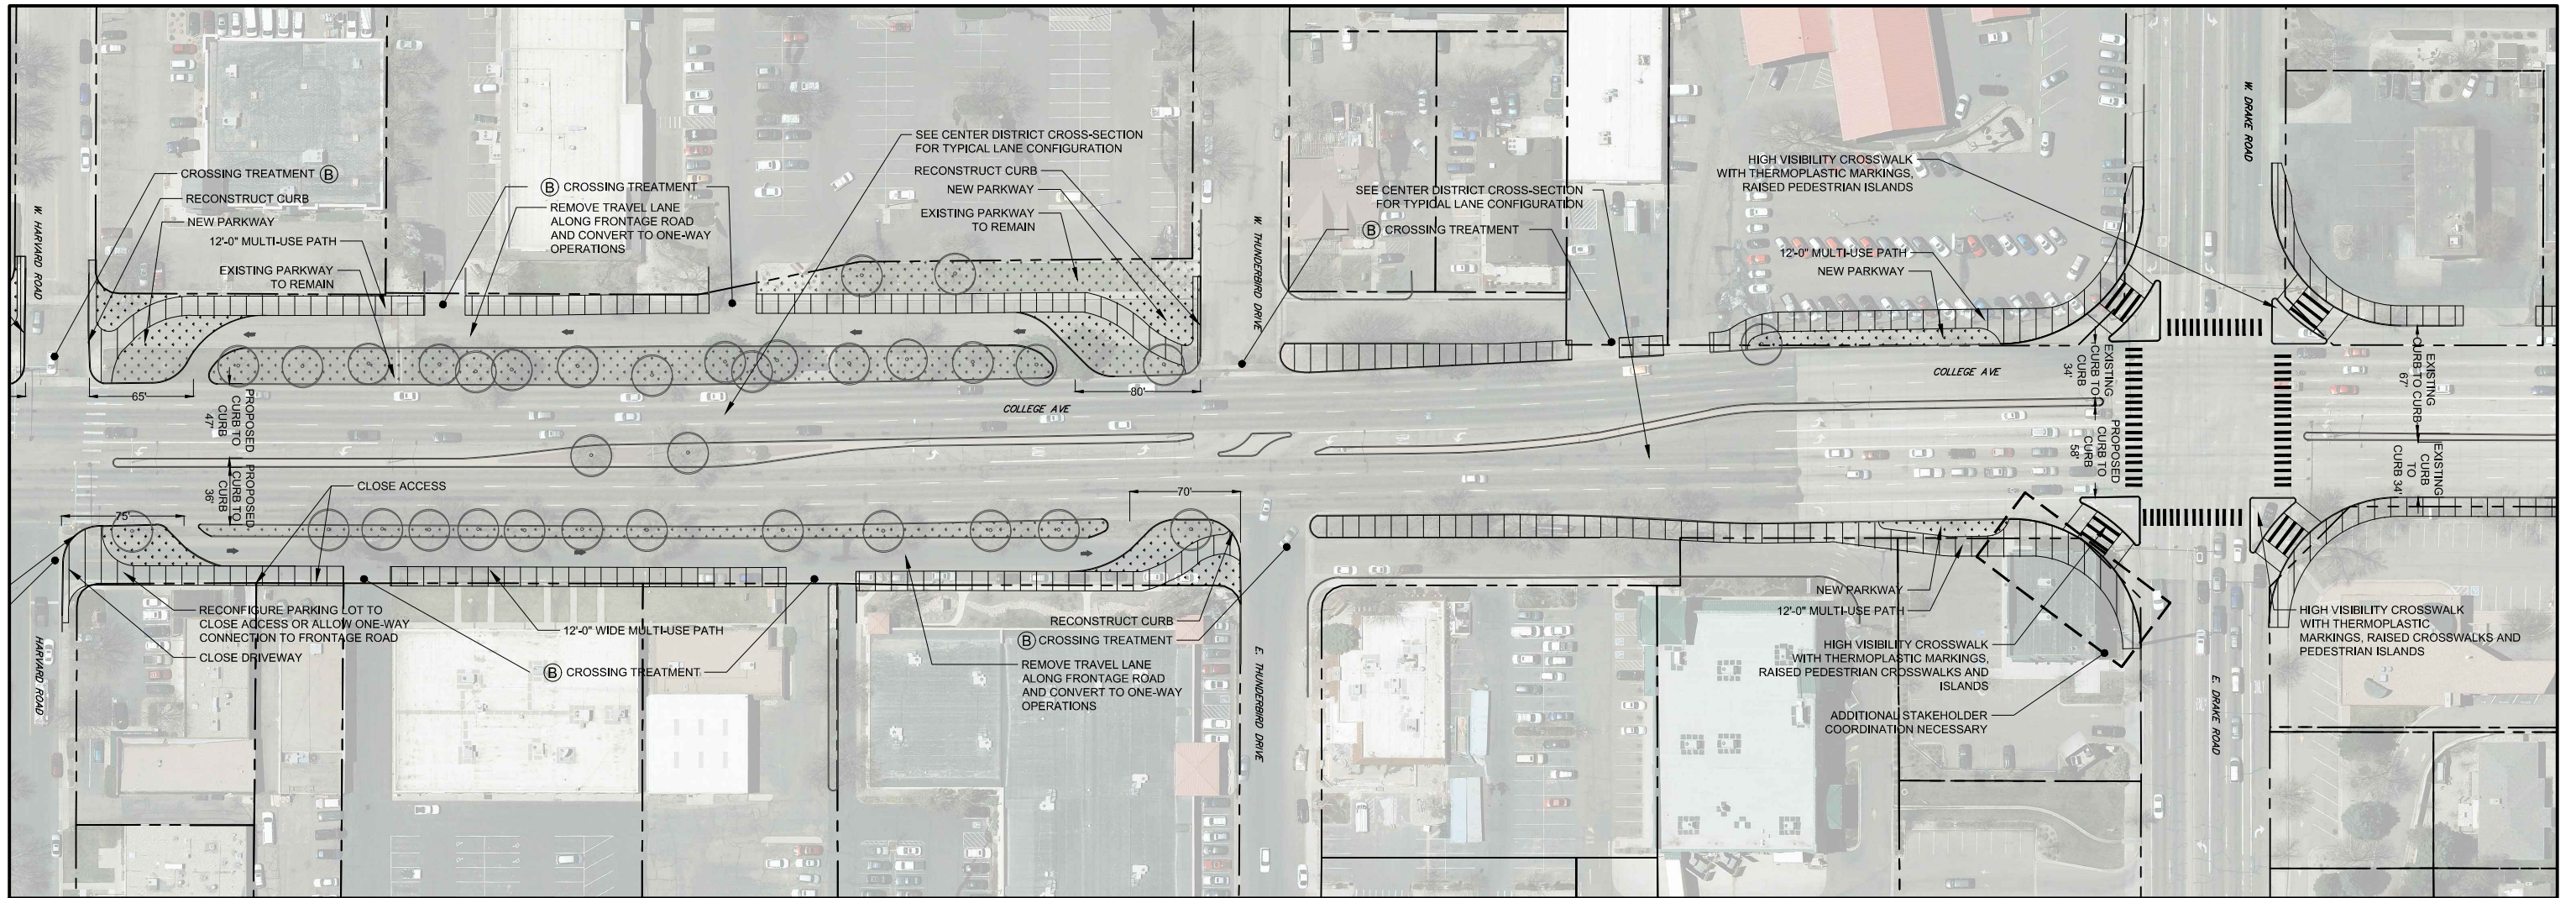 SEE CENTER DISTRICT CROSS-SECTION
FOR TYPICAL LANE CONFIGURATION
RECONSTRUCT CURB
NEW PARKWAY
EXISTING PARKWAY
TO REMAIN
CROSSING TREATMENT B
RECONSTRUCT CURB
NEW PARKWAY
12'-0" MULTI-USE PATH
EXISTING PARKWAY
TO REMAIN
B CROSSING TREATMENT
REMOVE TRAVEL LANE
ALONG FRONTAGE ROAD
AND CONVERT TO ONE-WAY
OPERATIONS
W. HARVARD ROAD
W. THUNDERBIRD DRIVE
SEE CENTER DISTRICT CROSS-SECTION
FOR TYPICAL LANE CONFIGURATION
B CROSSING TREATMENT
HIGH VISIBILITY CROSSWALK
WITH THERMOPLASTIC MARKINGS,
RAISED PEDESTRIAN ISLANDS
12'-0" MULTI-USE PATH
NEW PARKWAY
W. DRAKE ROAD
65'
80'
COLLEGE AVE
COLLEGE AVE
PROPOSED
CURB TO
CURB
47'
PROPOSED
CURB TO
CURB
36'
EXISTING
CURB TO
CURB
34'
PROPOSED
CURB TO
CURB
58'
EXISTING
CURB TO CURB
67'
EXISTING
CURB
TO
CURB 34'
75'
CLOSE ACCESS
70'
RECONFIGURE PARKING LOT TO
CLOSE ACCESS OR ALLOW ONE-WAY
CONNECTION TO FRONTAGE ROAD
CLOSE DRIVEWAY
HARVARD ROAD
12'-0" WIDE MULTI-USE PATH
B CROSSING TREATMENT
RECONSTRUCT CURB
B CROSSING TREATMENT
REMOVE TRAVEL LANE
ALONG FRONTAGE ROAD
AND CONVERT TO ONE-WAY
OPERATIONS
E. THUNDERBIRD DRIVE
NEW PARKWAY
12'-0" MULTI-USE PATH
HIGH VISIBILITY CROSSWALK
WITH THERMOPLASTIC MARKINGS,
RAISED PEDESTRIAN CROSSWALKS AND
ISLANDS
ADDITIONAL STAKEHOLDER
COORDINATION NECESSARY
E. DRAKE ROAD
HIGH VISIBILITY CROSSWALK
WITH THERMOPLASTIC
MARKINGS, RAISED CROSSWALKS AND
PEDESTRIAN ISLANDS